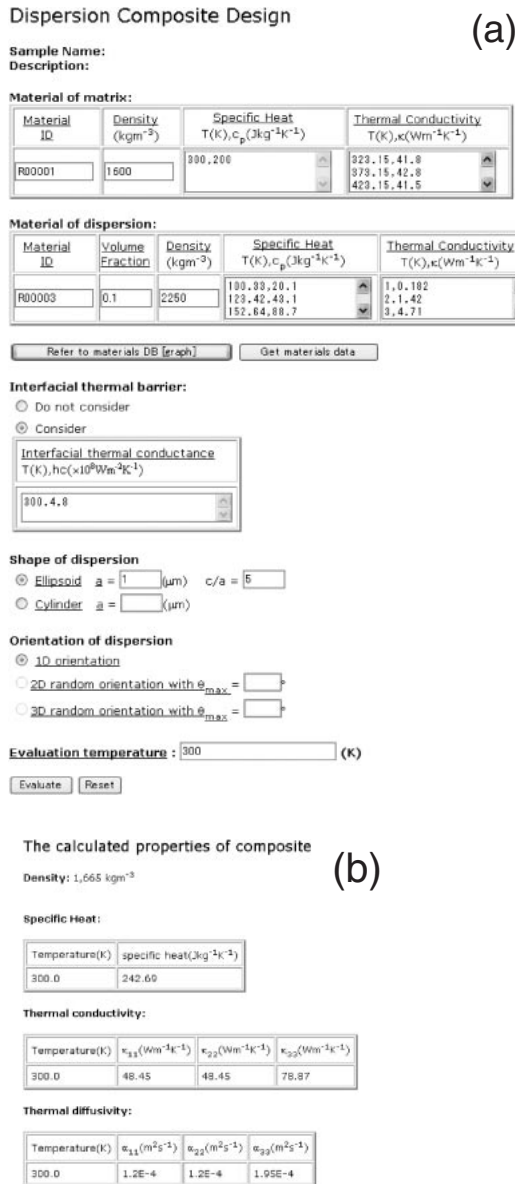 Dispersion Composite Design
(a)
Sample Name:
Description:
Material of matrix:
Material ID Density (kgm⁻³) Specific Heat T(K),cₚ(Jkg⁻¹K⁻¹) Thermal Conductivity T(K),κ(Wm⁻¹K⁻¹)
R00001 1600 300,200 323.15,41.8
373.15,42.8
423.15,41.5
Material of dispersion:
Material ID Volume Fraction Density (kgm⁻³) Specific Heat T(K),cₚ(Jkg⁻¹K⁻¹) Thermal Conductivity T(K),κ(Wm⁻¹K⁻¹)
R00003 0.1 2250 100.33,20.1 1,0.182
123.42,43.1 2,1.42
152.64,88.7 3,4.71
Refer to materials DB [graph] Get materials data
Interfacial thermal barrier:
Do not consider
Consider
Interfacial thermal conductance
T(K),hc(×10⁸Wm⁻²K⁻¹)
300,4.8
Shape of dispersion
Ellipsoid a = 1 (μm) c/a = 5
Cylinder a = (μm)
Orientation of dispersion
1D orientation
2D random orientation with θmax = °
3D random orientation with θmax = °
Evaluation temperature : 300 (K)
Evaluate Reset
The calculated properties of composite
(b)
Density: 1,665 kgm⁻³
Specific Heat:
Temperature(K) specific heat(Jkg⁻¹K⁻¹)
300.0 242.69
Thermal conductivity:
Temperature(K) κ₁₁(Wm⁻¹K⁻¹) κ₂₂(Wm⁻¹K⁻¹) κ₃₃(Wm⁻¹K⁻¹)
300.0 48.45 48.45 78.87
Thermal diffusivity:
Temperature(K) α₁₁(m²s⁻¹) α₂₂(m²s⁻¹) α₃₃(m²s⁻¹)
300.0 1.2E-4 1.2E-4 1.95E-4